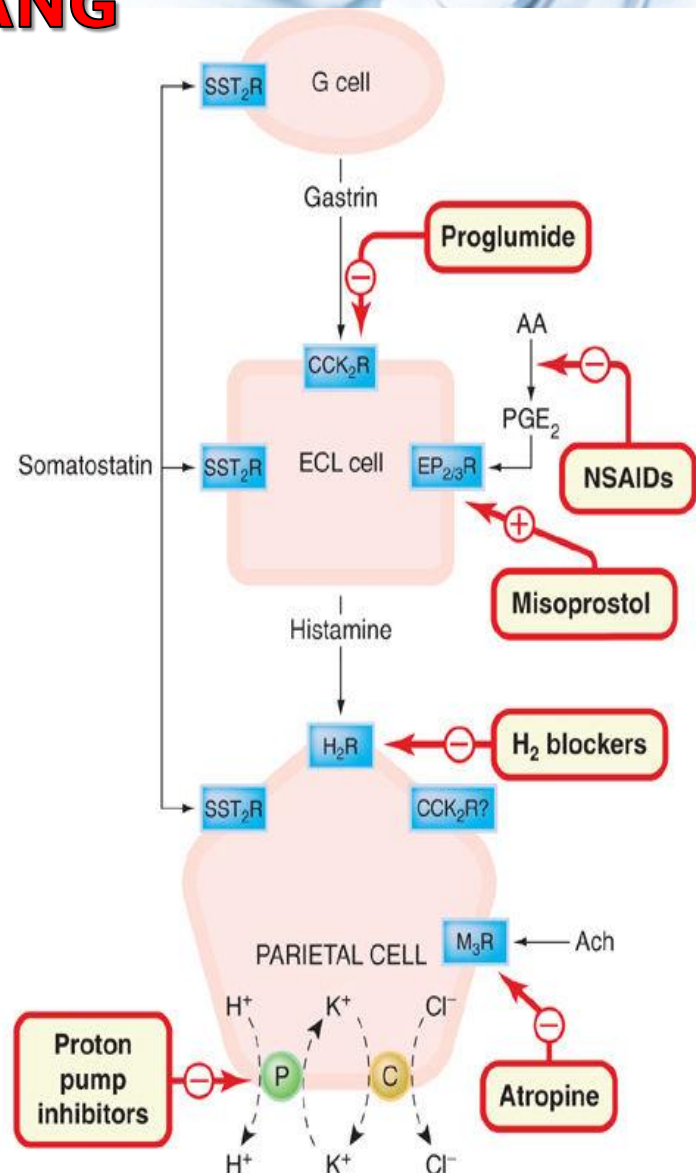 ANG
SST₂R
G cell
Gastrin
Proglumide
−
AA
CCK₂R
−
PGE₂
Somatostatin
SST₂R
ECL cell
EP₂/₃R
NSAIDs
+
Misoprostol
Histamine
H₂R
−
H₂ blockers
SST₂R
CCK₂R?
PARIETAL CELL
M₃R
Ach
H⁺
K⁺
Cl⁻
−
Proton
pump
inhibitors
−
P
C
Atropine
H⁺
K⁺
Cl⁻